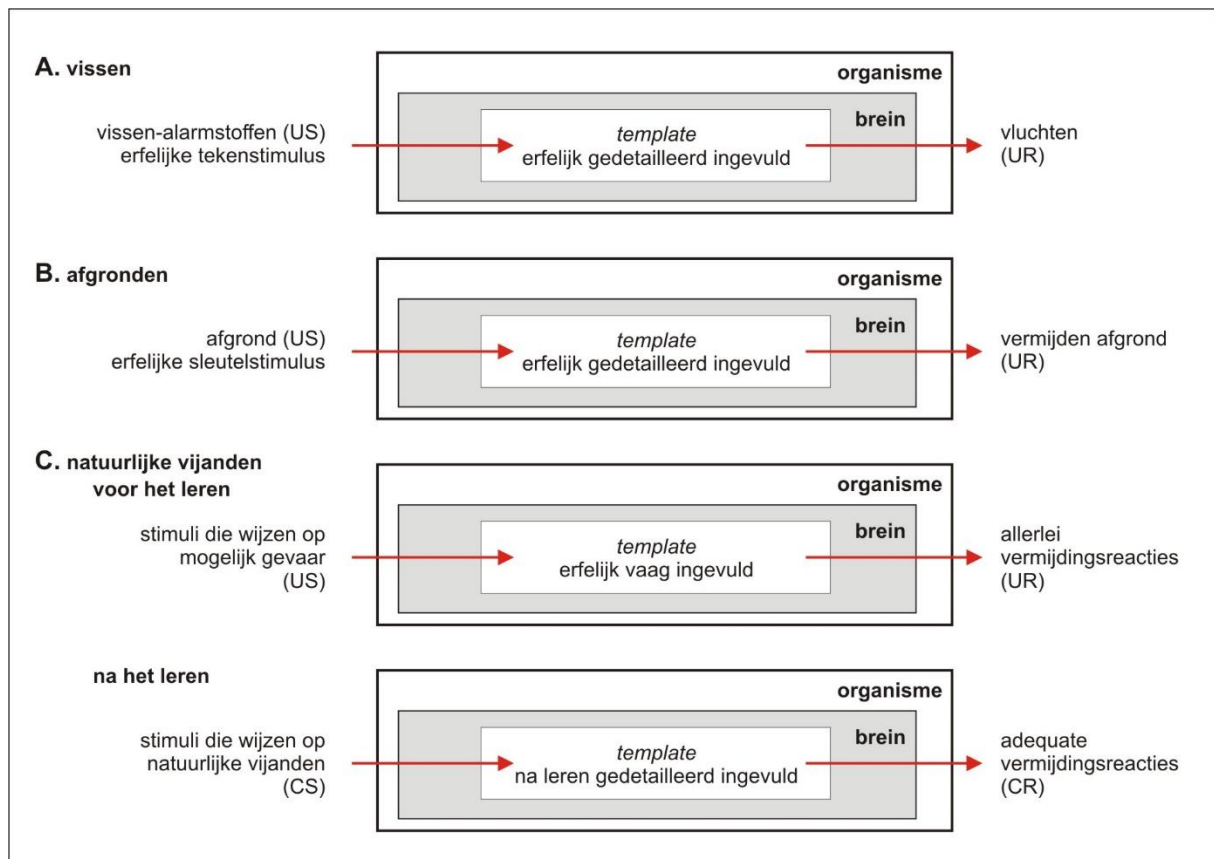 A. vissen
organisme
brein
vissen-alarmstoffen (US)
erfelijke tekenstimulus
template
erfelijk gedetailleerd ingevuld
vluchten
(UR)
B. afgronden
organisme
brein
afgrond (US)
erfelijke sleutelstimulus
template
erfelijk gedetailleerd ingevuld
vermijden afgrond
(UR)
C. natuurlijke vijanden
voor het leren
organisme
brein
stimuli die wijzen op
mogelijk gevaar
(US)
template
erfelijk vaag ingevuld
allerlei
vermijdingsreacties
(UR)
na het leren
organisme
brein
stimuli die wijzen op
natuurlijke vijanden
(CS)
template
na leren gedetailleerd ingevuld
adequate
vermijdingsreacties
(CR)